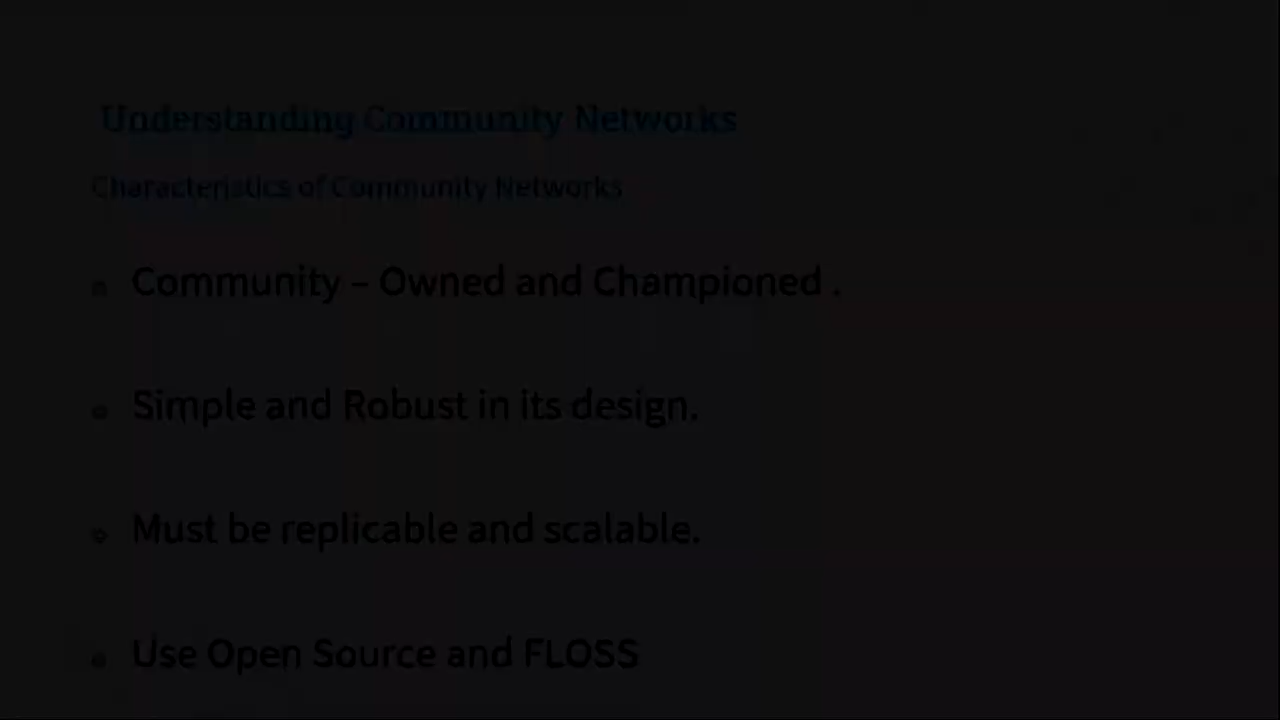 Understanding Community Networks
Characteristics of Community Networks
Community – Owned and Championed .
Simple and Robust in its design.
Must be replicable and scalable.
Use Open Source and FLOSS